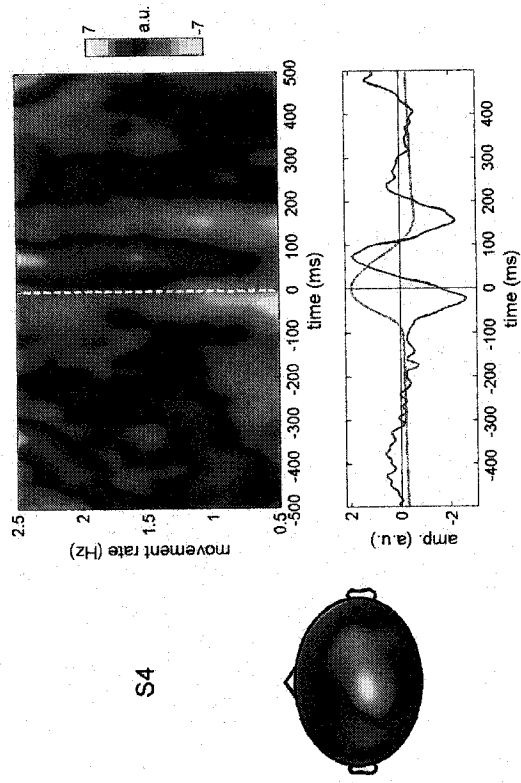 S4
movement rate (Hz)
2.5
2
1.5
1
0.5
-500 -400 -300 -200 -100 0 100 200 300 400 500
time (ms)
7
a.u.
-7
amp. (a.u.)
2
0
-2
-400 -300 -200 -100 0 100 200 300 400
time (ms)